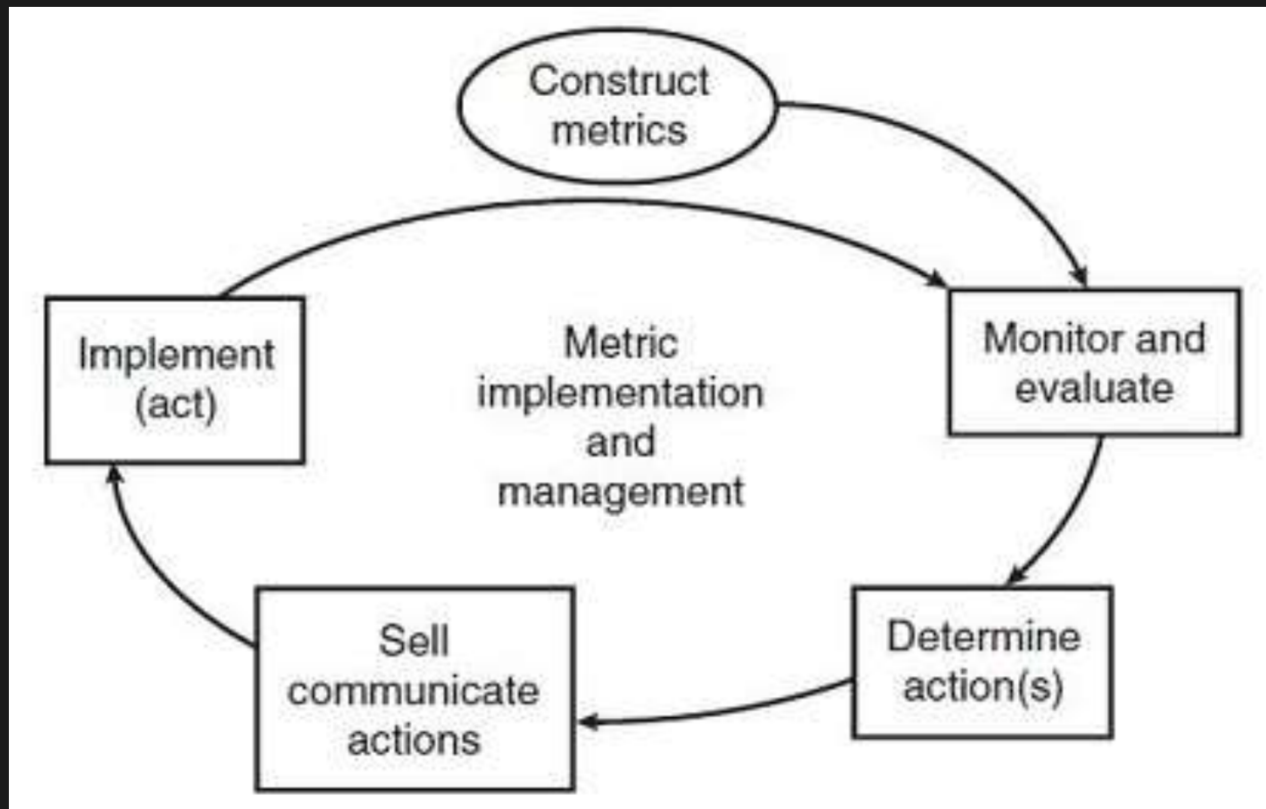 Construct
metrics
Implement
(act)
Metric
implementation
and
management
Monitor and
evaluate
Sell
communicate
actions
Determine
action(s)